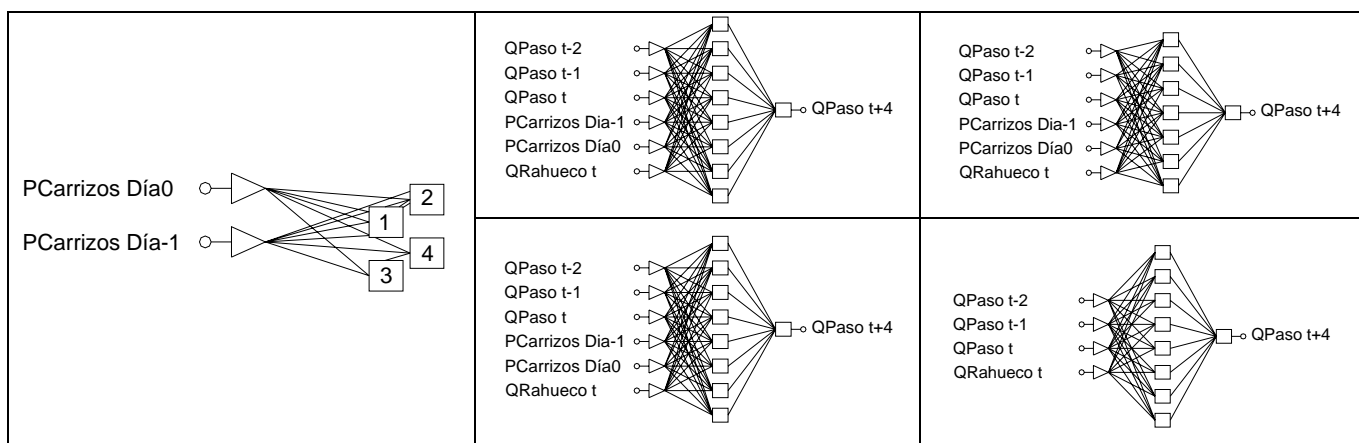 PCarrizos Día0
PCarrizos Día-1
1
2
3
4
QPaso t-2
QPaso t-1
QPaso t
PCarrizos Dia-1
PCarrizos Día0
QRahueco t
QPaso t+4
QPaso t-2
QPaso t-1
QPaso t
PCarrizos Dia-1
PCarrizos Día0
QRahueco t
QPaso t+4
QPaso t-2
QPaso t-1
QPaso t
PCarrizos Dia-1
PCarrizos Día0
QRahueco t
QPaso t+4
QPaso t-2
QPaso t-1
QPaso t
QRahueco t
QPaso t+4